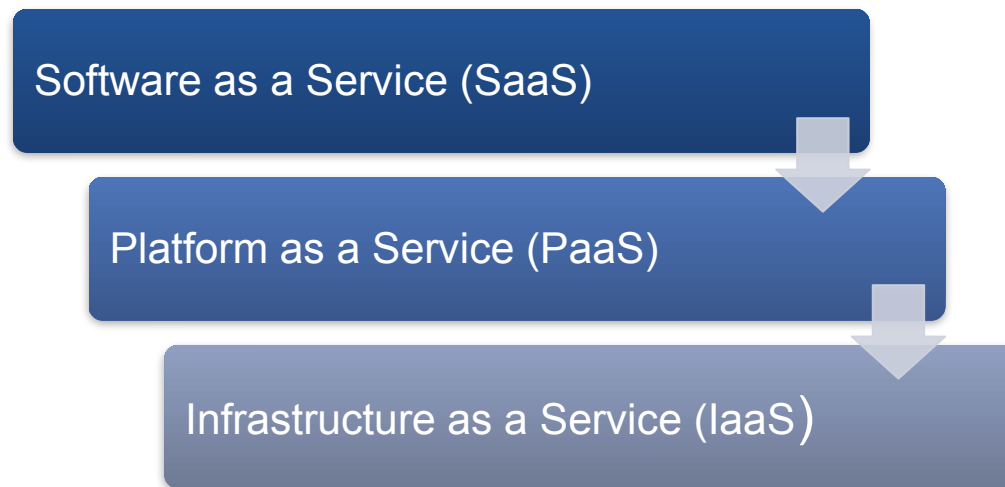 Software as a Service (SaaS)
Platform as a Service (PaaS)
Infrastructure as a Service (IaaS)